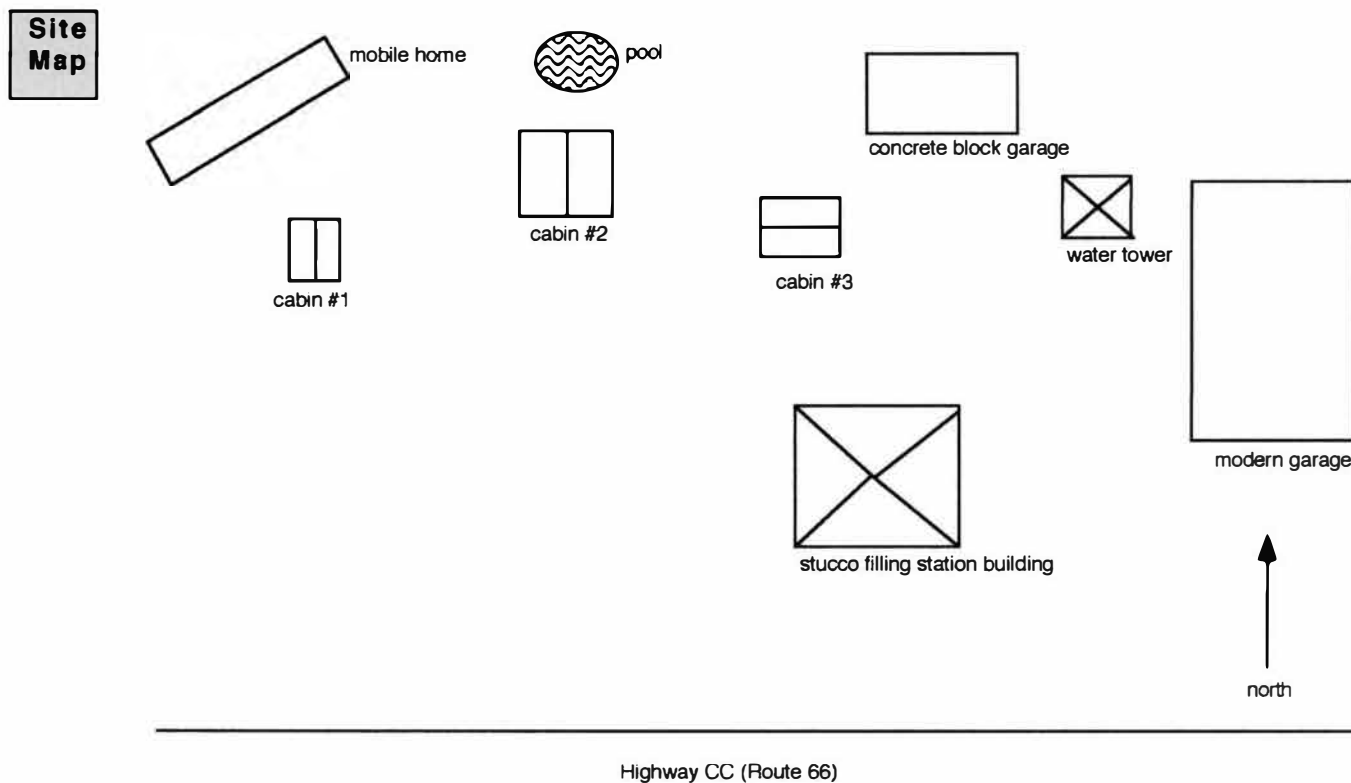 Site
Map
mobile home
pool
concrete block garage
cabin #2
water tower
cabin #3
cabin #1
modern garage
stucco filling station building
north
Highway CC (Route 66)